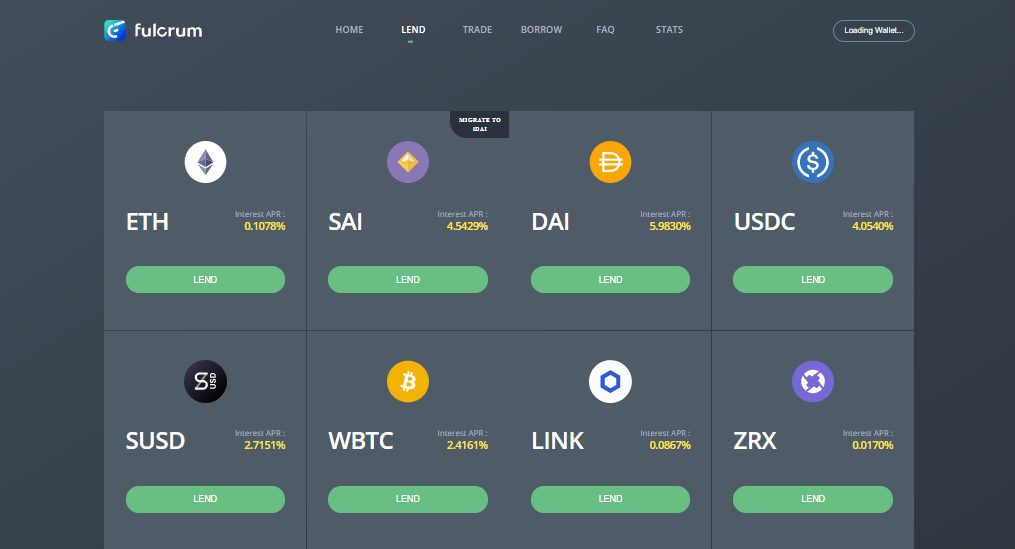 fulcrum
HOME LEND TRADE BORROW FAQ STATS
Loading Wallet...
MIGRATE TO
IDAI
ETH
Interest APR :
0.1078%
LEND
SAI
Interest APR :
4.5429%
LEND
DAI
Interest APR :
5.9830%
LEND
USDC
Interest APR :
4.0540%
LEND
S USD
SUSD
Interest APR :
2.7151%
LEND
WBTC
Interest APR :
2.4161%
LEND
LINK
Interest APR :
0.0867%
LEND
ZRX
Interest APR :
0.0170%
LEND